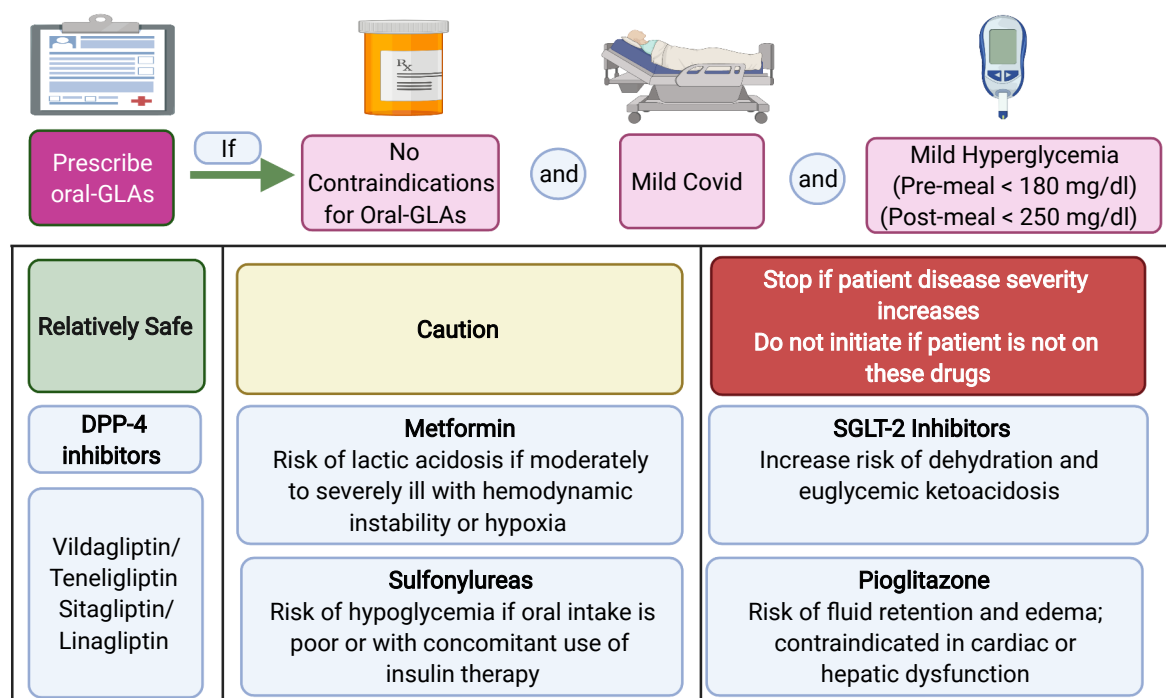 Rx
Prescribe
oral-GLAs
If
No
Contraindications
for Oral-GLAs
and
Mild Covid
and
Mild Hyperglycemia
(Pre-meal < 180 mg/dl)
(Post-meal < 250 mg/dl)
Relatively Safe
DPP-4
inhibitors
Vildagliptin/
Teneligliptin
Sitagliptin/
Linagliptin
Caution
Metformin
Risk of lactic acidosis if moderately
to severely ill with hemodynamic
instability or hypoxia
Sulfonylureas
Risk of hypoglycemia if oral intake is
poor or with concomitant use of
insulin therapy
Stop if patient disease severity
increases
Do not initiate if patient is not on
these drugs
SGLT-2 Inhibitors
Increase risk of dehydration and
euglycemic ketoacidosis
Pioglitazone
Risk of fluid retention and edema;
contraindicated in cardiac or
hepatic dysfunction